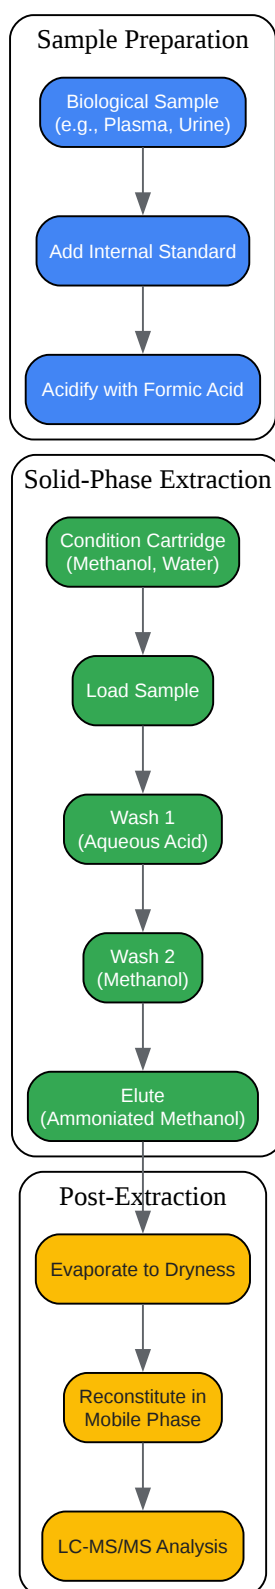 Sample Preparation
Biological Sample
(e.g., Plasma, Urine)
Add Internal Standard
Acidify with Formic Acid
Solid-Phase Extraction
Condition Cartridge
(Methanol, Water)
Load Sample
Wash 1
(Aqueous Acid)
Wash 2
(Methanol)
Elute
(Ammoniated Methanol)
Post-Extraction
Evaporate to Dryness
Reconstitute in
Mobile Phase
LC-MS/MS Analysis